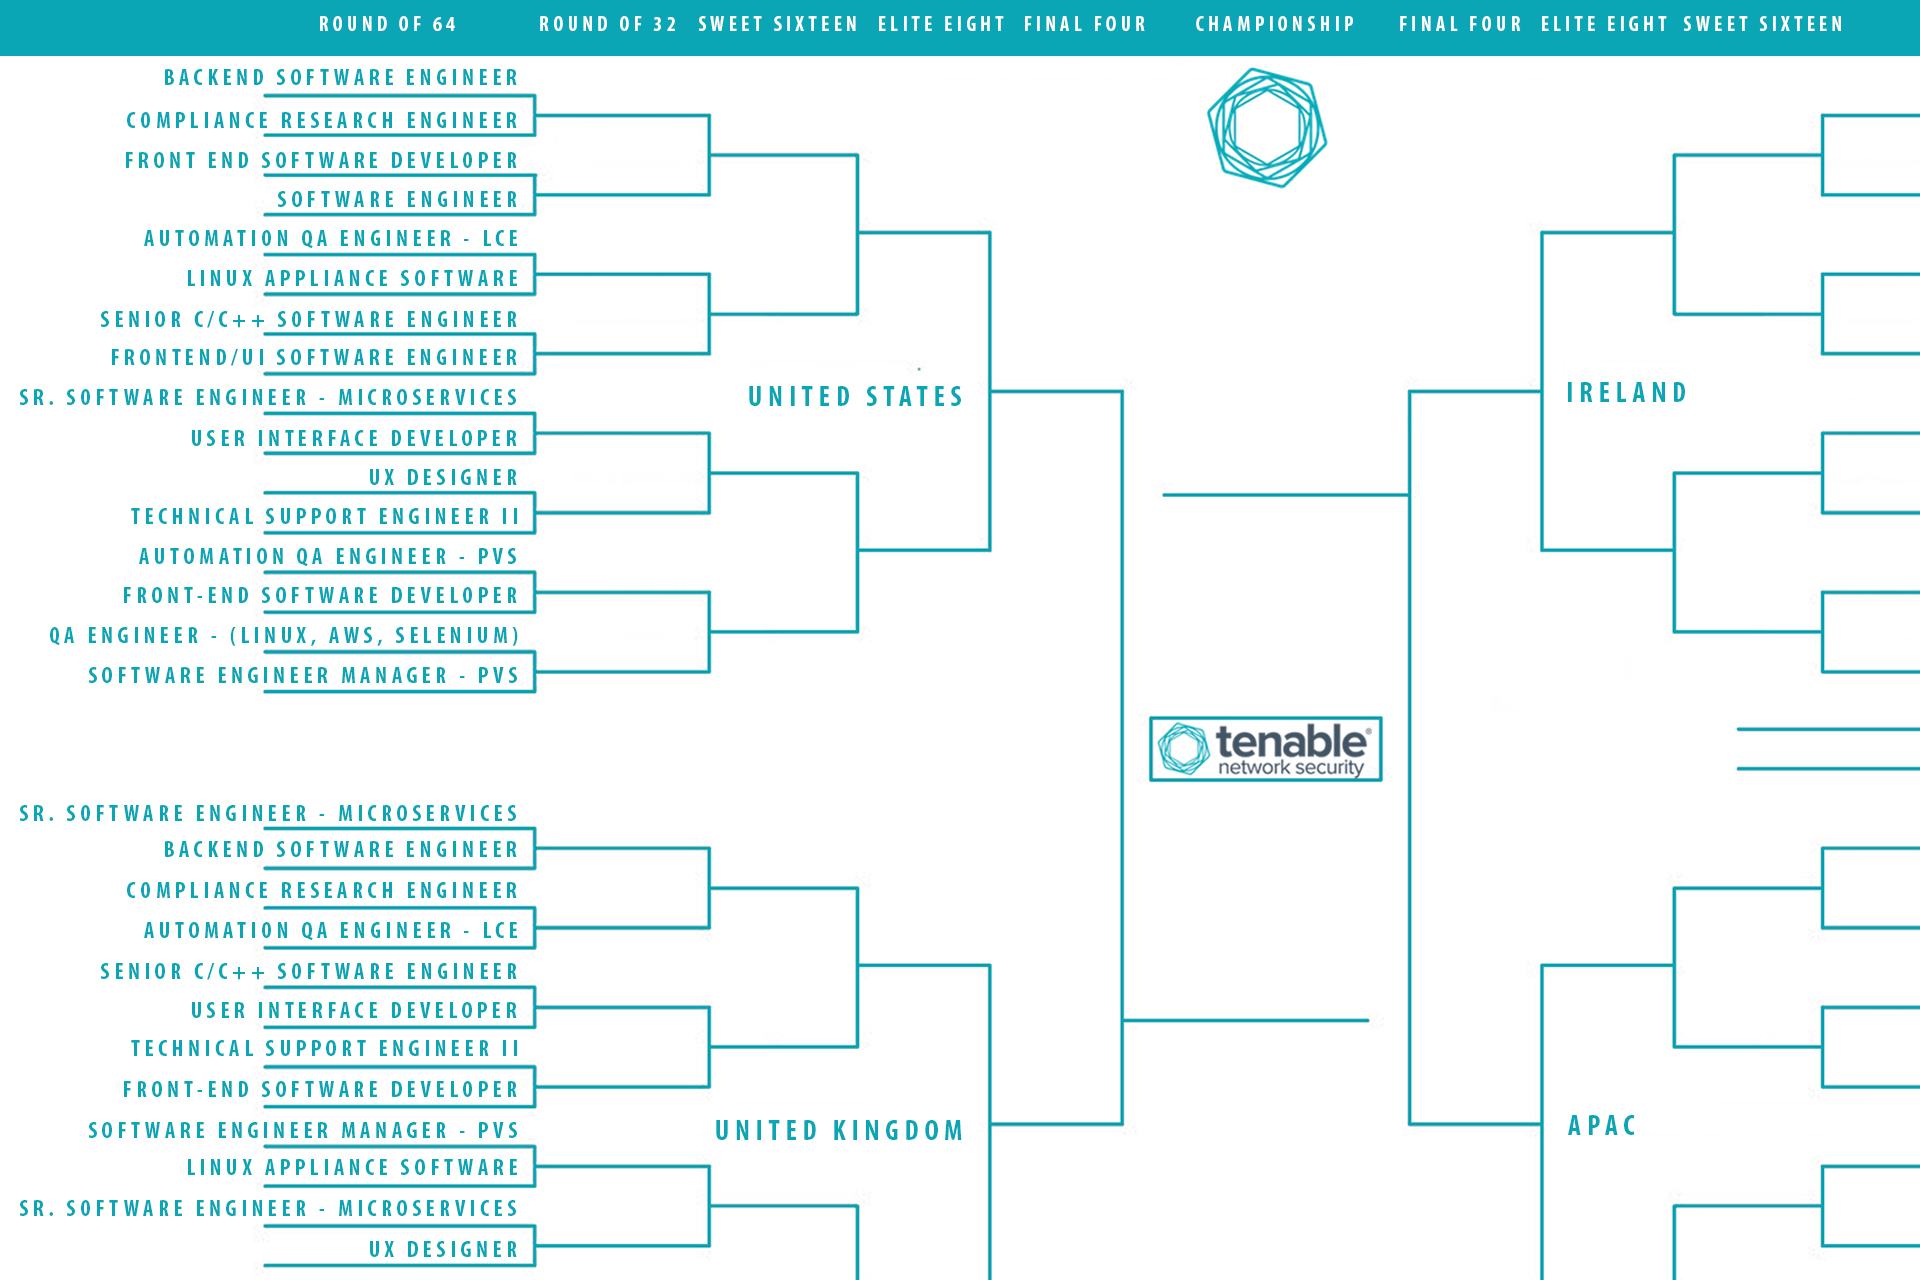 ROUND OF 64 ROUND OF 32 SWEET SIXTEEN ELITE EIGHT FINAL FOUR CHAMPIONSHIP FINAL FOUR ELITE EIGHT SWEET SIXTEEN
BACKEND SOFTWARE ENGINEER
COMPLIANCE RESEARCH ENGINEER
FRONT END SOFTWARE DEVELOPER
SOFTWARE ENGINEER
AUTOMATION QA ENGINEER - LCE
LINUX APPLIANCE SOFTWARE
SENIOR C/C++ SOFTWARE ENGINEER
FRONTEND/UI SOFTWARE ENGINEER
SR. SOFTWARE ENGINEER - MICROSERVICES
USER INTERFACE DEVELOPER
UX DESIGNER
TECHNICAL SUPPORT ENGINEER II
AUTOMATION QA ENGINEER - PVS
FRONT-END SOFTWARE DEVELOPER
QA ENGINEER - (LINUX, AWS, SELENIUM)
SOFTWARE ENGINEER MANAGER - PVS
UNITED STATES
IRELAND
tenable®
network security
SR. SOFTWARE ENGINEER - MICROSERVICES
BACKEND SOFTWARE ENGINEER
COMPLIANCE RESEARCH ENGINEER
AUTOMATION QA ENGINEER - LCE
SENIOR C/C++ SOFTWARE ENGINEER
USER INTERFACE DEVELOPER
TECHNICAL SUPPORT ENGINEER II
FRONT-END SOFTWARE DEVELOPER
SOFTWARE ENGINEER MANAGER - PVS
LINUX APPLIANCE SOFTWARE
SR. SOFTWARE ENGINEER - MICROSERVICES
UX DESIGNER
UNITED KINGDOM
APAC